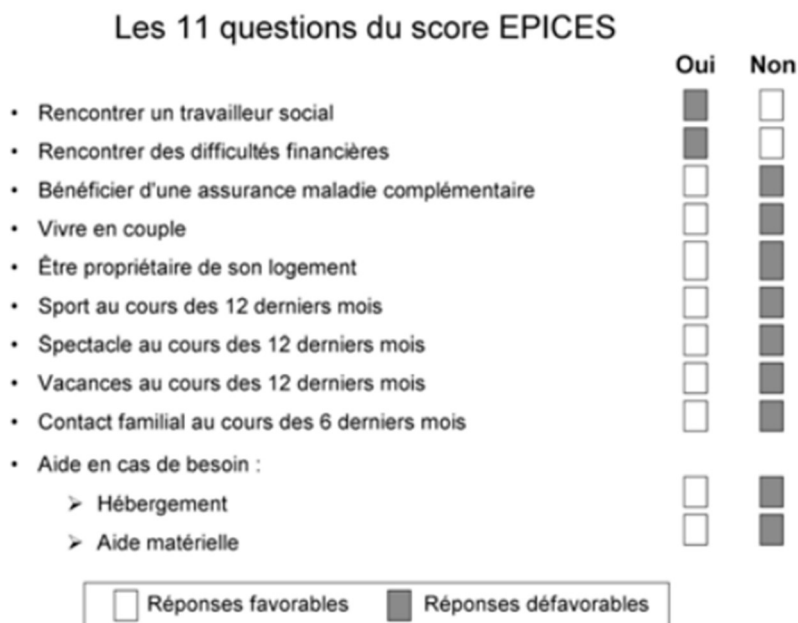 Les 11 questions du score EPICES
Oui Non
• Rencontrer un travailleur social
• Rencontrer des difficultés financières
• Bénéficier d'une assurance maladie complémentaire
• Vivre en couple
• Être propriétaire de son logement
• Sport au cours des 12 derniers mois
• Spectacle au cours des 12 derniers mois
• Vacances au cours des 12 derniers mois
• Contact familial au cours des 6 derniers mois
• Aide en cas de besoin :
➢ Hébergement
➢ Aide matérielle
Réponses favorables Réponses défavorables